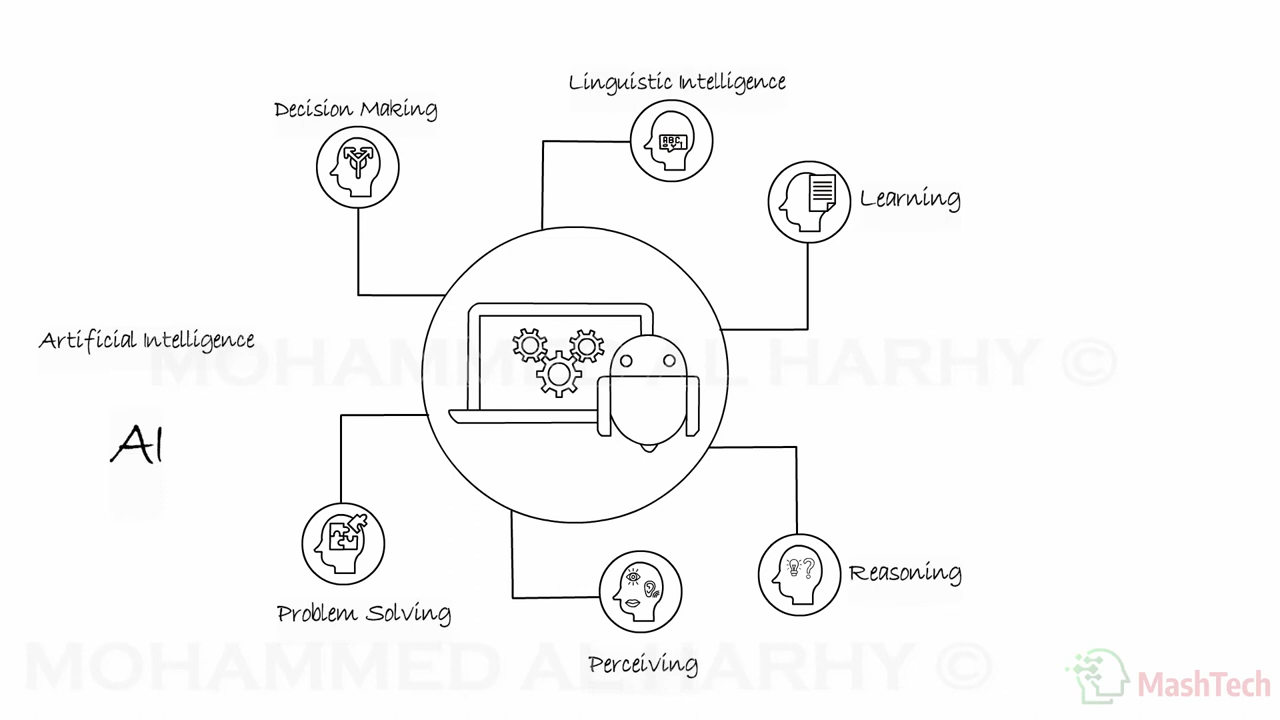 Linguistic Intelligence
Decision Making
ABC
Learning
Artificial Intelligence
MOHAMMED AL HARHY ©
AI
Reasoning
Problem Solving
Perceiving
MOHAMMED AL HARHY ©
MashTech